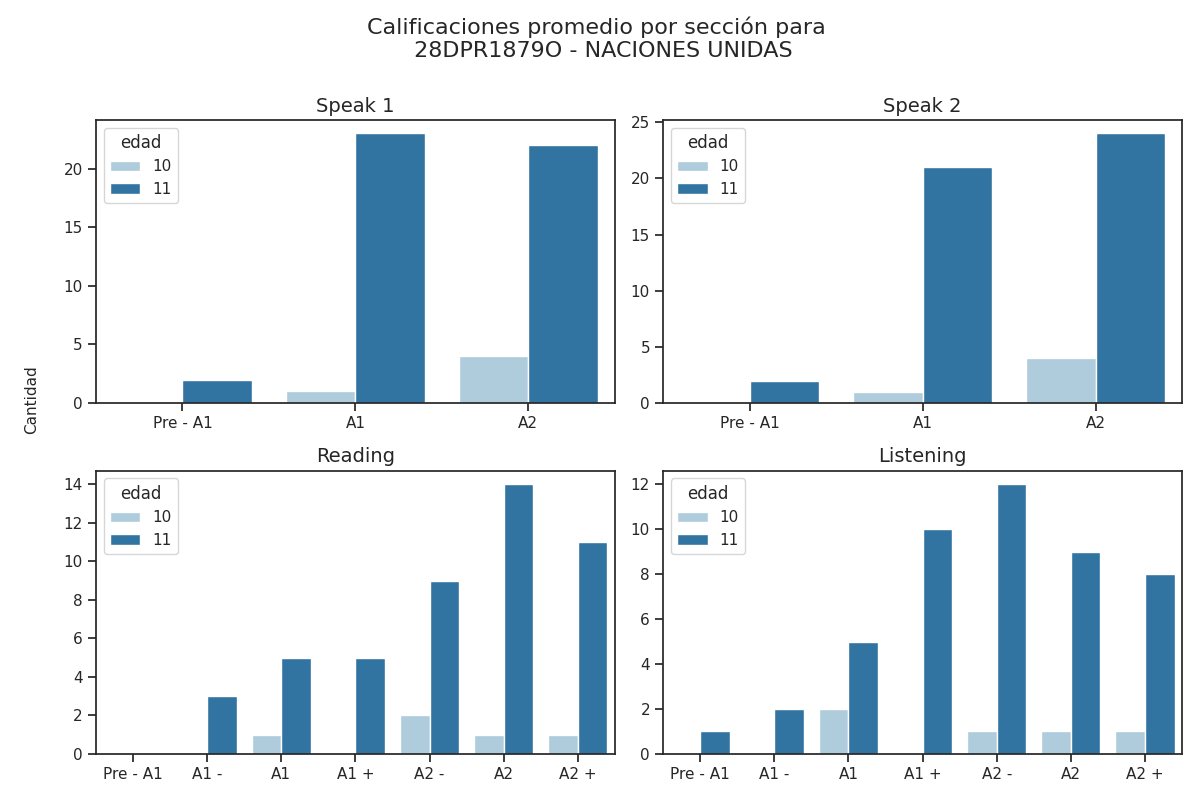 Calificaciones promedio por sección para
28DPR1879O - NACIONES UNIDAS
Cantidad
Speak 1
edad
10
11
20
15
10
5
0
Pre - A1 A1 A2
Speak 2
edad
10
11
25
20
15
10
5
0
Pre - A1 A1 A2
Reading
edad
10
11
14
12
10
8
6
4
2
0
Pre - A1 A1 - A1 A1 + A2 - A2 A2 +
Listening
edad
10
11
12
10
8
6
4
2
0
Pre - A1 A1 - A1 A1 + A2 - A2 A2 +